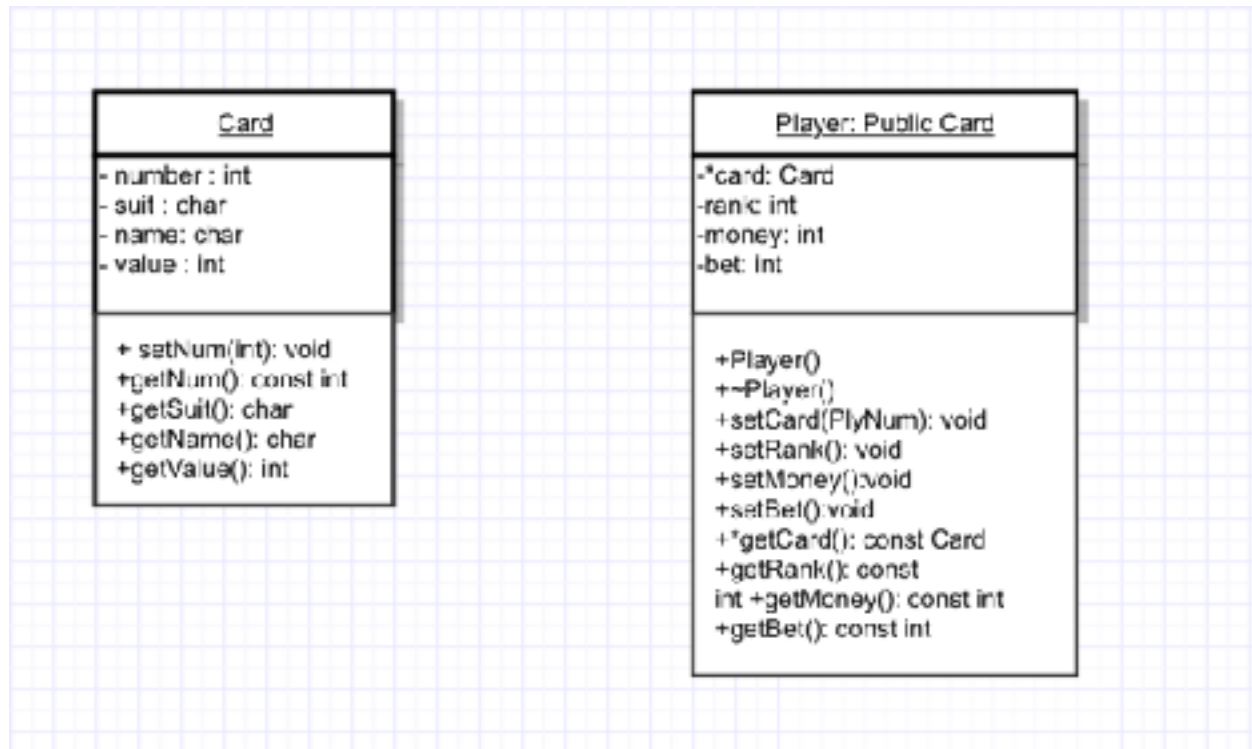 Card
- number : int
- suit : char
- name: char
- value : int
+ setNum(int): void
+getNum(): const int
+getSuit(): char
+getName(): char
+getValue(): int
Player: Public Card
-*card: Card
-rank: int
-money: int
-bet: int
+Player()
+~Player()
+setCard(PlyNum): void
+setRank(): void
+setMoney():void
+setBet():void
+*getCard(): const Card
+getRank(): const
int +getMoney(): const int
+getBet(): const int